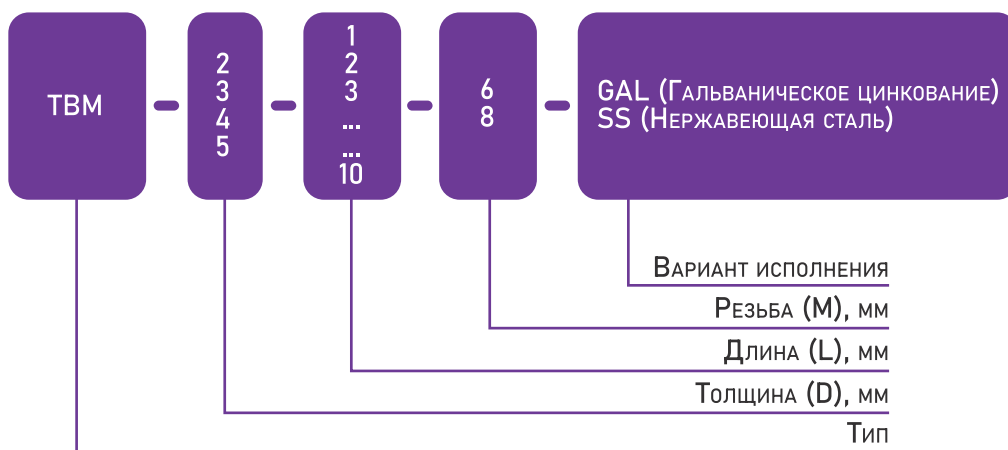 ТВМ
2
3
4
5
1
2
3
...
...
10
6
8
GAL (Гальваническое цинкование)
SS (Нержавеющая сталь)
Вариант исполнения
Резьба (М), мм
Длина (L), мм
Толщина (D), мм
Тип